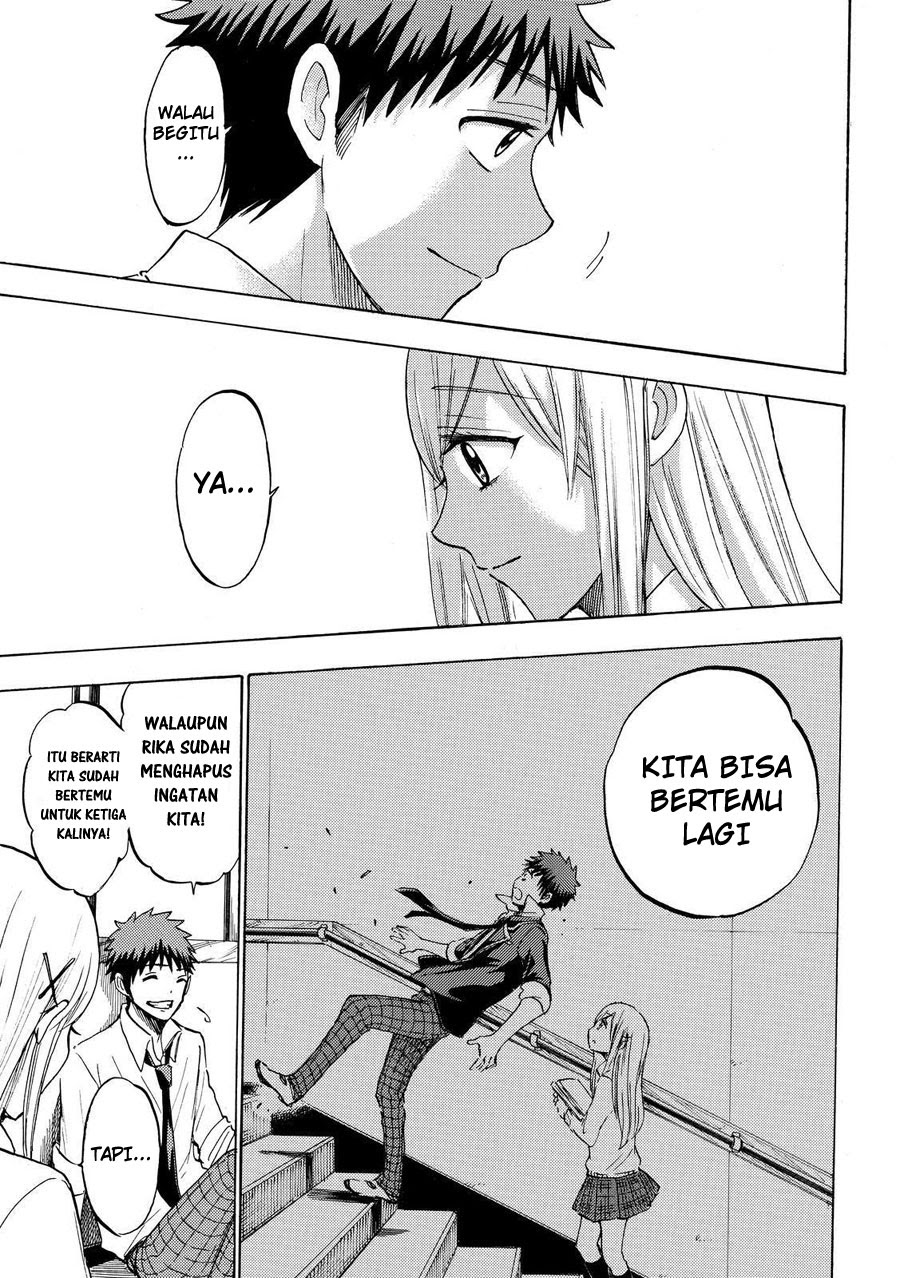 WALAU
BEGITU
...
YA...
KITA BISA
BERTEMU
LAGI
WALAUPUN
RIKA SUDAH
MENGHAPUS
INGATAN
KITA!
ITU BERARTI
KITA SUDAH
BERTEMU
UNTUK KETIGA
KALINYA!
TAPI...